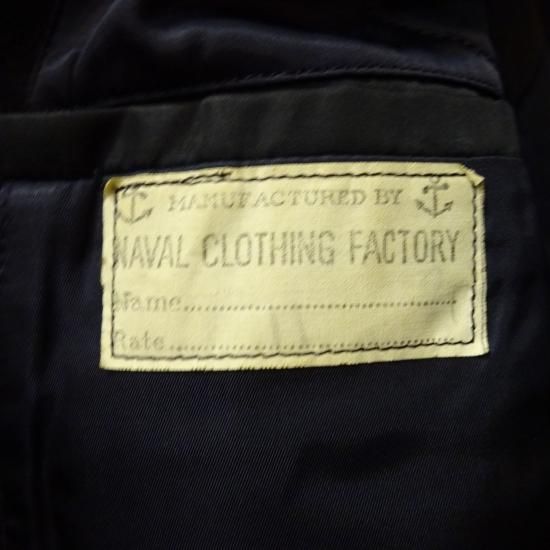 MANUFACTURED BY
NAVAL CLOTHING FACTORY
Name....................................
Rate....................................